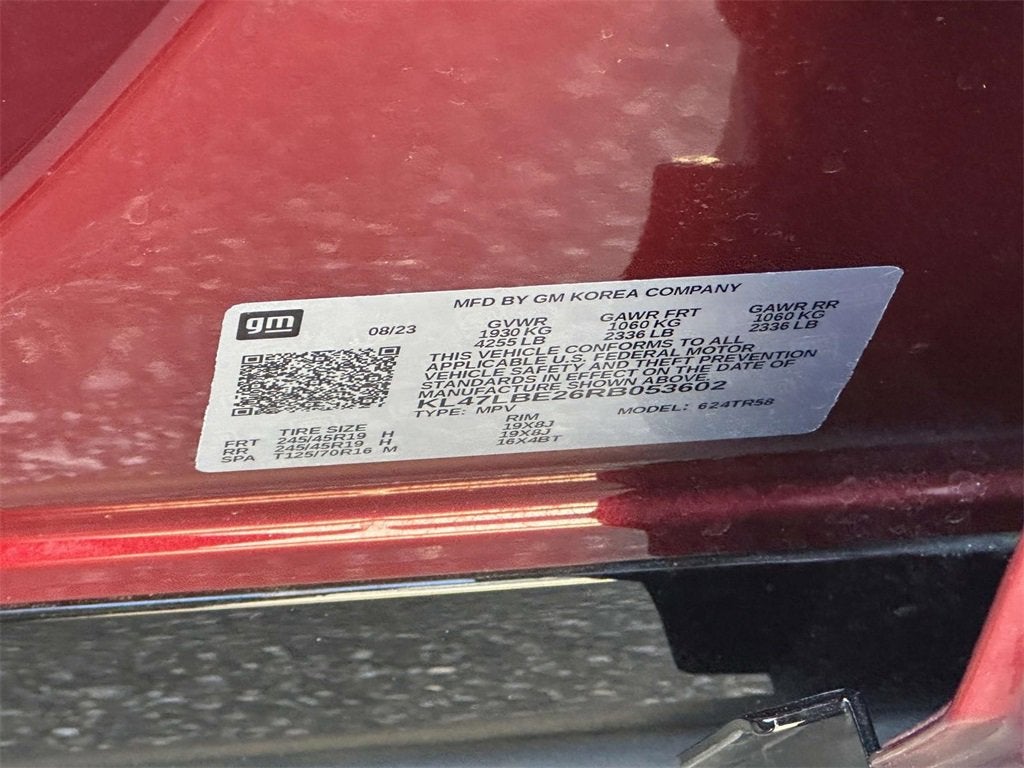 MFD BY GM KOREA COMPANY
gm
08/23 GVWR GAWR FRT GAWR RR
1930 KG 1060 KG 1060 KG
4255 LB 2336 LB 2336 LB
THIS VEHICLE CONFORMS TO ALL
APPLICABLE U.S. FEDERAL MOTOR
VEHICLE SAFETY AND THEFT PREVENTION
STANDARDS IN EFFECT ON THE DATE OF
MANUFACTURE SHOWN ABOVE
KL47LBE26RB053602
TYPE: MPV MODEL: 624TR58
TIRE SIZE RIM
FRT 245/45R19 H 19X8J
RR 245/45R19 H 19X8J
SPA T125/70R16 M 16X4BT